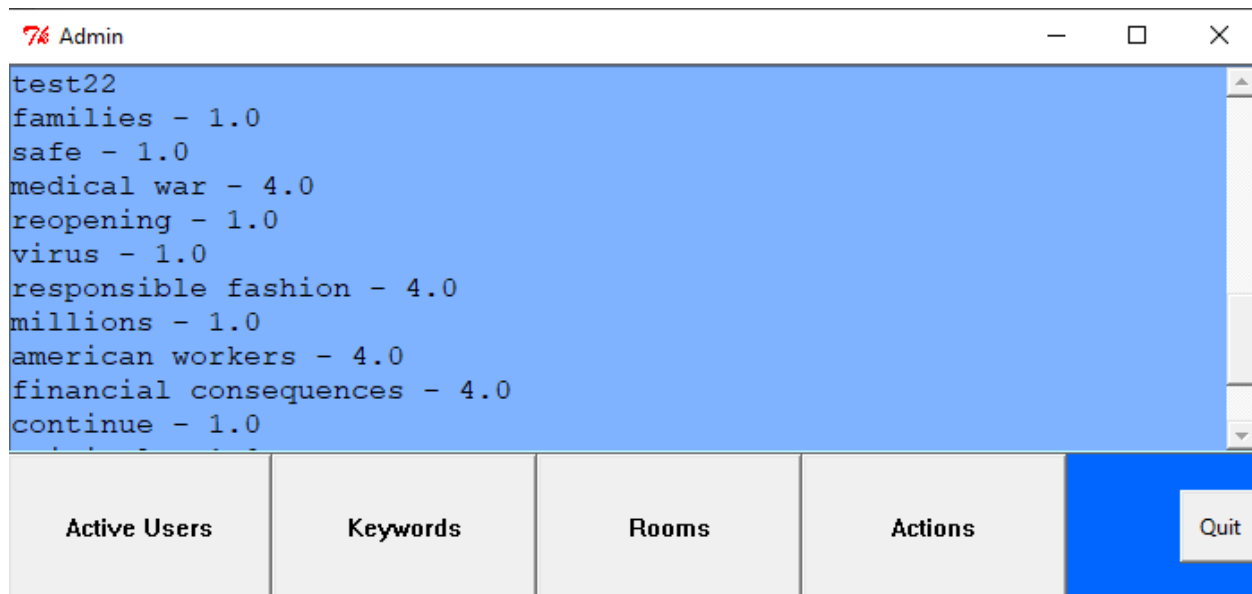 Admin
test22
families - 1.0
safe - 1.0
medical war - 4.0
reopening - 1.0
virus - 1.0
responsible fashion - 4.0
millions - 1.0
american workers - 4.0
financial consequences - 4.0
continue - 1.0
Active Users
Keywords
Rooms
Actions
Quit